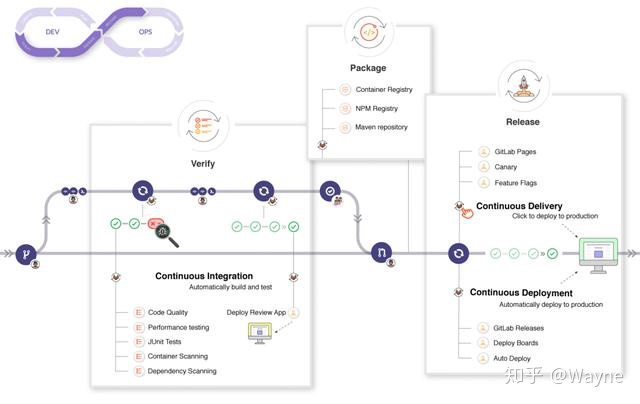 DEV
OPS
Package
Container Registry
NPM Registry
Maven repository
Release
GitLab Pages
Canary
Feature Flags
Continuous Delivery
Click to deploy to production
Continuous Deployment
Automatically deploy to production
GitLab Releases
Deploy Boards
Auto Deploy
Verify
Continuous Integration
Automatically build and test
Code Quality
Performance testing
JUnit Tests
Container Scanning
Dependency Scanning
Deploy Review App
知乎 @Wayne